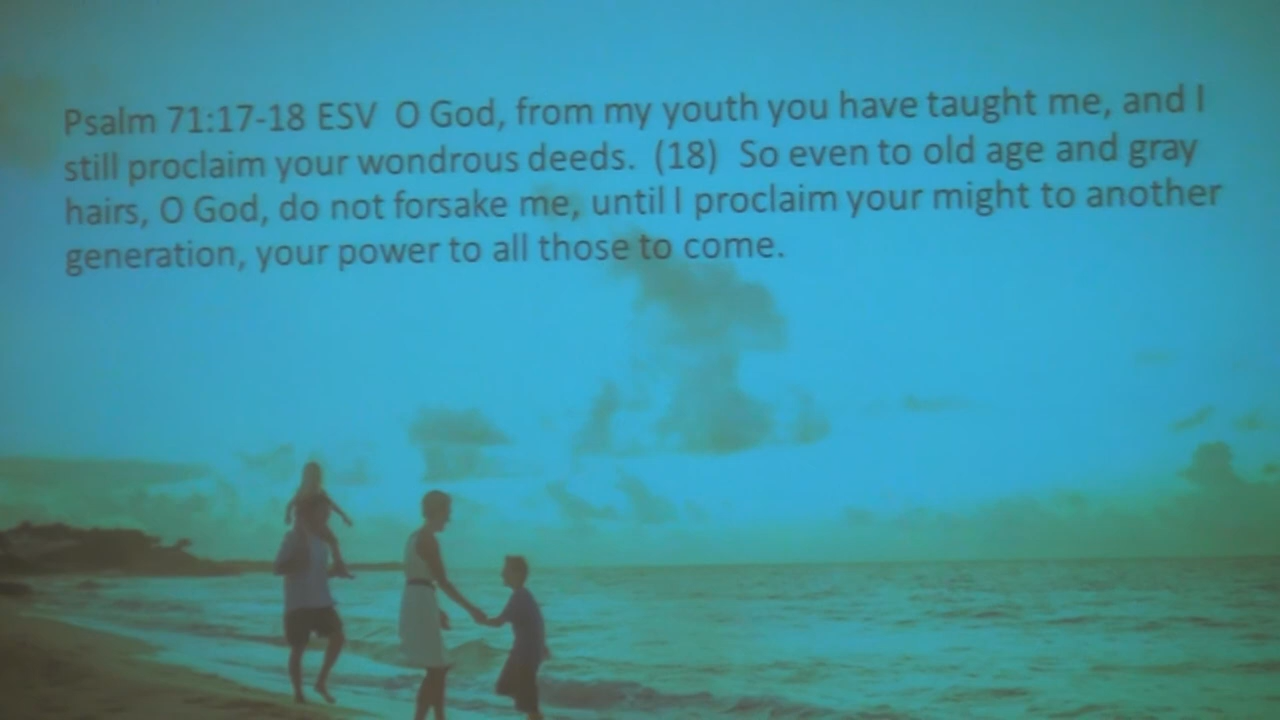 Psalm 71:17-18 ESV  O God, from my youth you have taught me, and I
still proclaim your wondrous deeds.  (18)  So even to old age and gray
hairs, O God, do not forsake me, until I proclaim your might to another
generation, your power to all those to come.